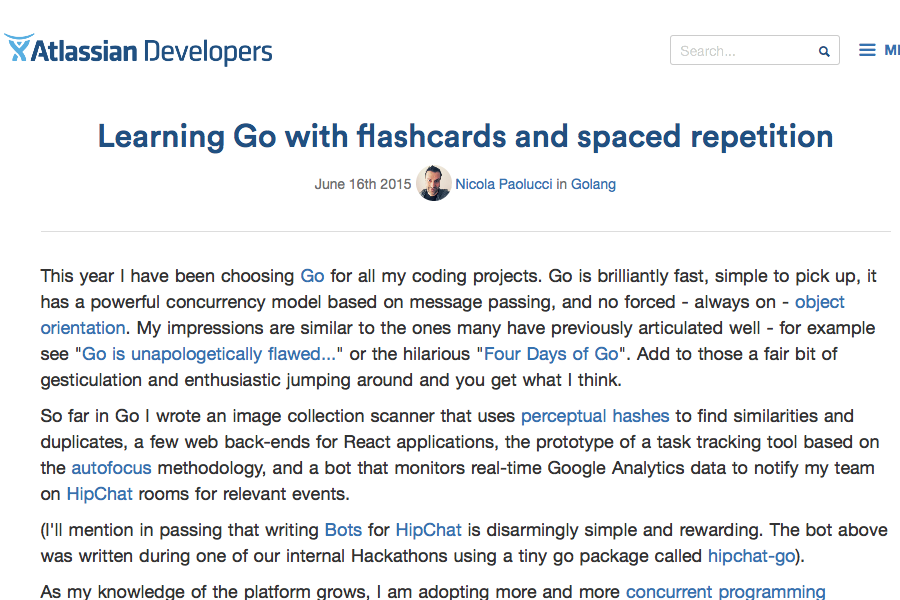 Atlassian Developers
Search...
Learning Go with flashcards and spaced repetition
June 16th 2015 Nicola Paolucci in Golang
This year I have been choosing Go for all my coding projects. Go is brilliantly fast, simple to pick up, it
has a powerful concurrency model based on message passing, and no forced - always on - object
orientation. My impressions are similar to the ones many have previously articulated well - for example
see "Go is unapologetically flawed..." or the hilarious "Four Days of Go". Add to those a fair bit of
gesticulation and enthusiastic jumping around and you get what I think.
So far in Go I wrote an image collection scanner that uses perceptual hashes to find similarities and
duplicates, a few web back-ends for React applications, the prototype of a task tracking tool based on
the autofocus methodology, and a bot that monitors real-time Google Analytics data to notify my team
on HipChat rooms for relevant events.
(I'll mention in passing that writing Bots for HipChat is disarmingly simple and rewarding. The bot above
was written during one of our internal Hackathons using a tiny go package called hipchat-go).
As my knowledge of the platform grows, I am adopting more and more concurrent programming